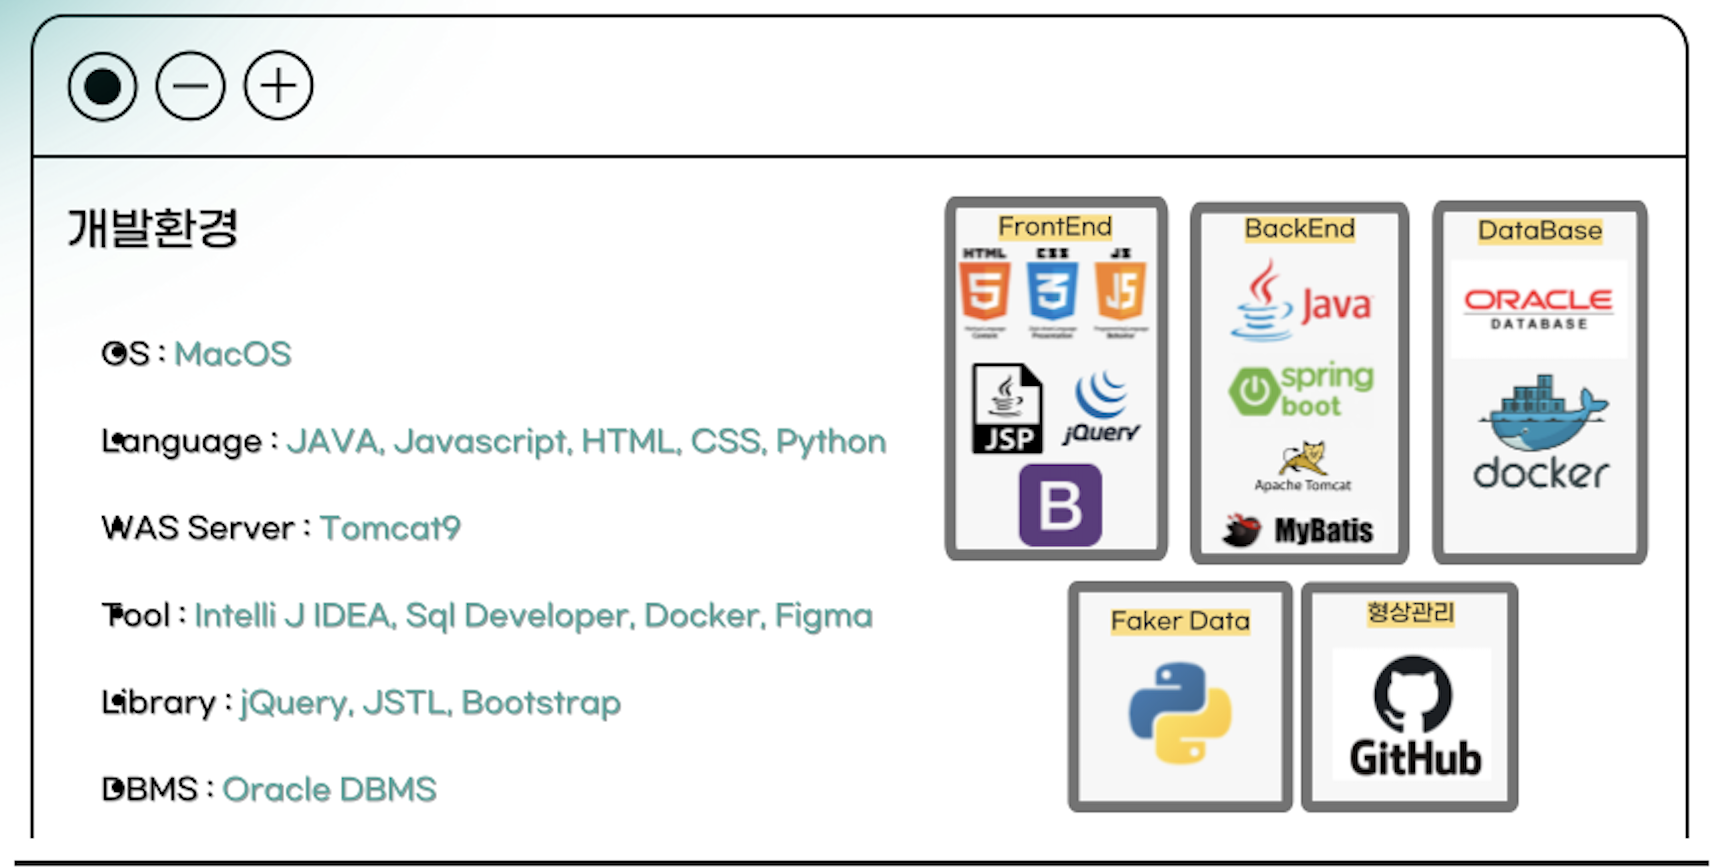 개발환경
OS : MacOS
Language : JAVA, Javascript, HTML, CSS, Python
WAS Server : Tomcat9
Tool : Intelli J IDEA, Sql Developer, Docker, Figma
Library : jQuery, JSTL, Bootstrap
DBMS : Oracle DBMS
FrontEnd
HTML CSS JS
5 3 JS
JSP jQuery
B
BackEnd
Java
spring
boot
Apache Tomcat
MyBatis
DataBase
ORACLE
DATABASE
docker
Faker Data
형상관리
GitHub